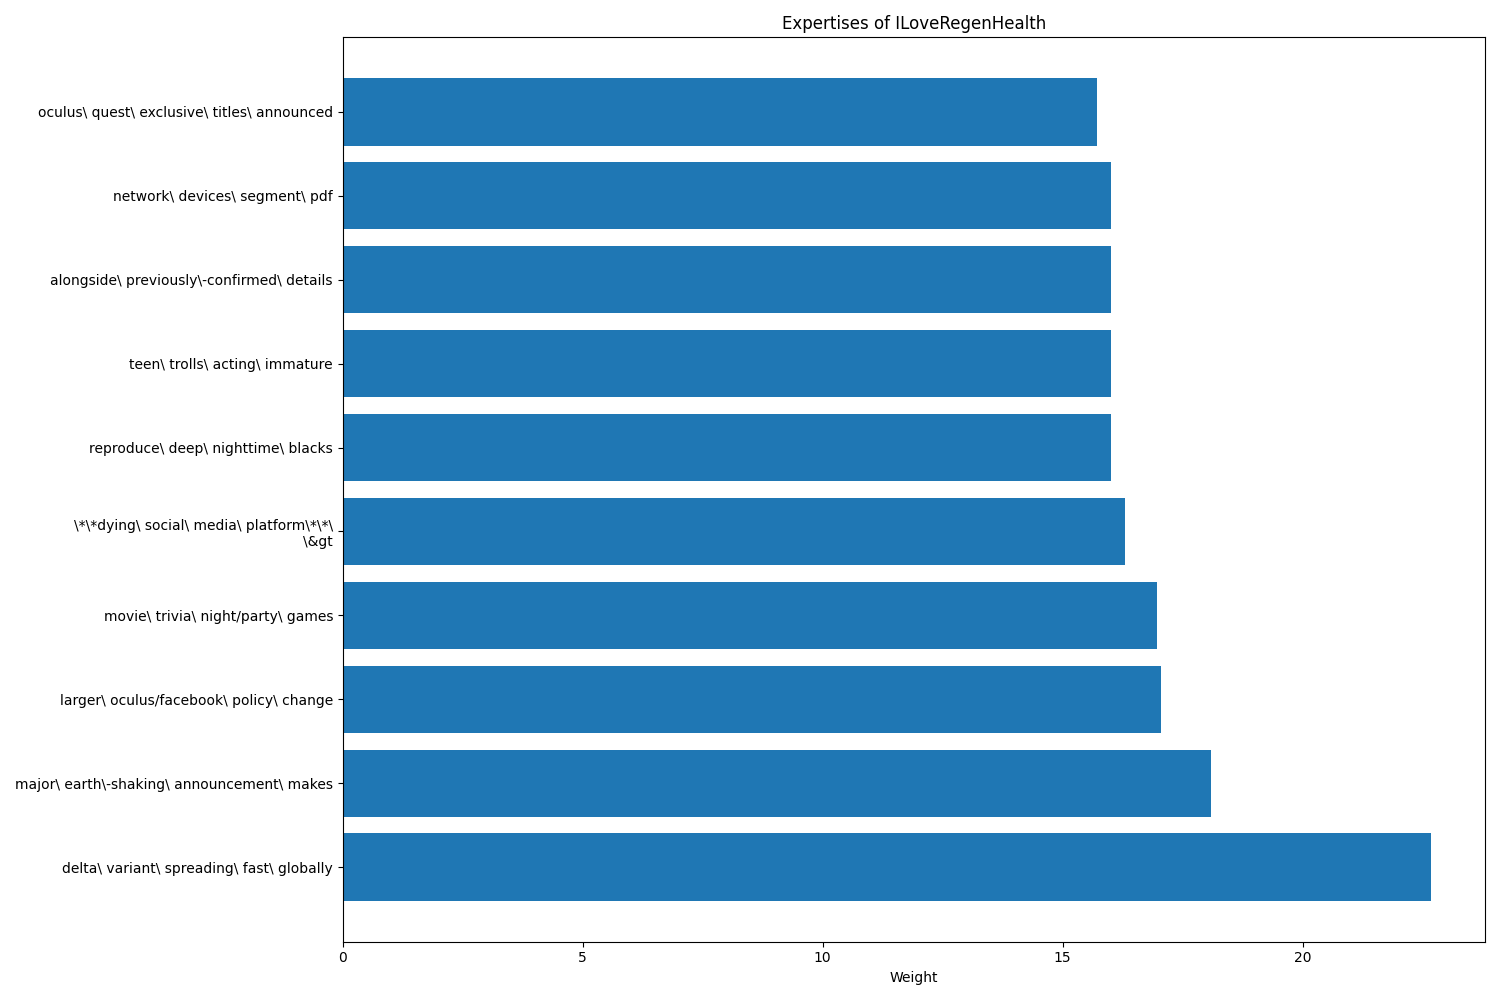 Expertises of ILoveRegenHealth
oculus\ quest\ exclusive\ titles\ announced
network\ devices\ segment\ pdf
alongside\ previously\-confirmed\ details
teen\ trolls\ acting\ immature
reproduce\ deep\ nighttime\ blacks
\*\*dying\ social\ media\ platform\*\*\
\&gt
movie\ trivia\ night/party\ games
larger\ oculus/facebook\ policy\ change
major\ earth\-shaking\ announcement\ makes
delta\ variant\ spreading\ fast\ globally
0 5 10 15 20
Weight